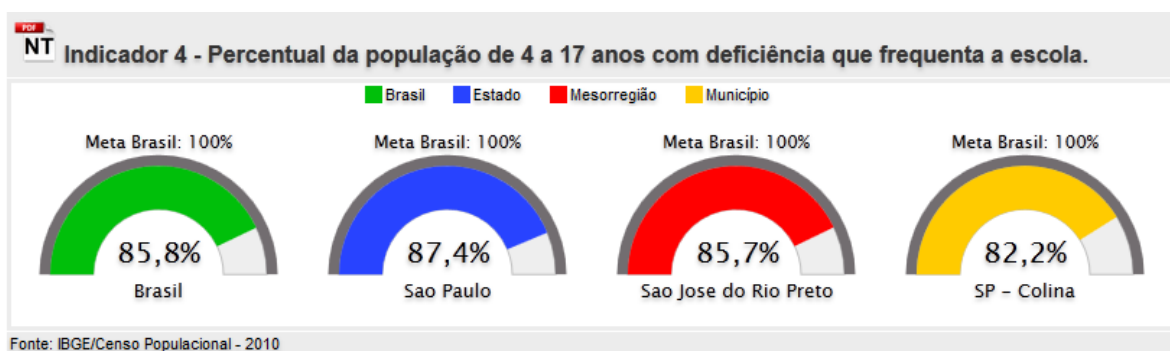 PDF
NT
Indicador 4 - Percentual da população de 4 a 17 anos com deficiência que frequenta a escola.
Brasil Estado Mesorregião Município
Meta Brasil: 100% Meta Brasil: 100% Meta Brasil: 100% Meta Brasil: 100%
85,8% 87,4% 85,7% 82,2%
Brasil Sao Paulo Sao Jose do Rio Preto SP - Colina
Fonte: IBGE/Censo Populacional - 2010